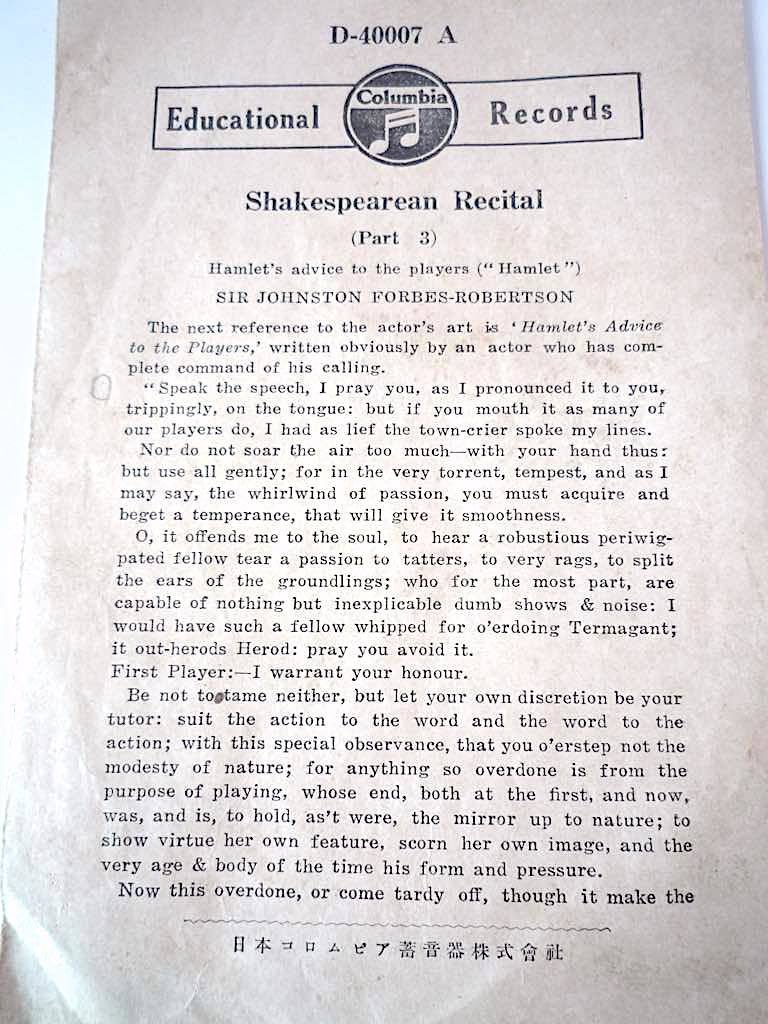 D-40007 A
Educational Columbia Records
Shakespearean Recital
(Part 3)
Hamlet's advice to the players ("Hamlet")
SIR JOHNSTON FORBES-ROBERTSON
The next reference to the actor's art is 'Hamlet's Advice
to the Players,' written obviously by an actor who has com-
plete command of his calling.
"Speak the speech, I pray you, as I pronounced it to you,
trippingly, on the tongue: but if you mouth it as many of
our players do, I had as lief the town-crier spoke my lines.
Nor do not soar the air too much—with your hand thus:
but use all gently; for in the very torrent, tempest, and as I
may say, the whirlwind of passion, you must acquire and
beget a temperance, that will give it smoothness.
O, it offends me to the soul, to hear a robustious periwig-
pated fellow tear a passion to tatters, to very rags, to split
the ears of the groundlings; who for the most part, are
capable of nothing but inexplicable dumb shows & noise: I
would have such a fellow whipped for o'erdoing Termagant;
it out-herods Herod: pray you avoid it.
First Player:—I warrant your honour.
Be not too tame neither, but let your own discretion be your
tutor: suit the action to the word and the word to the
action; with this special observance, that you o'erstep not the
modesty of nature; for anything so overdone is from the
purpose of playing, whose end, both at the first, and now,
was, and is, to hold, as't were, the mirror up to nature; to
show virtue her own feature, scorn her own image, and the
very age & body of the time his form and pressure.
Now this overdone, or come tardy off, though it make the
日本コロムビア蓄音器株式會社